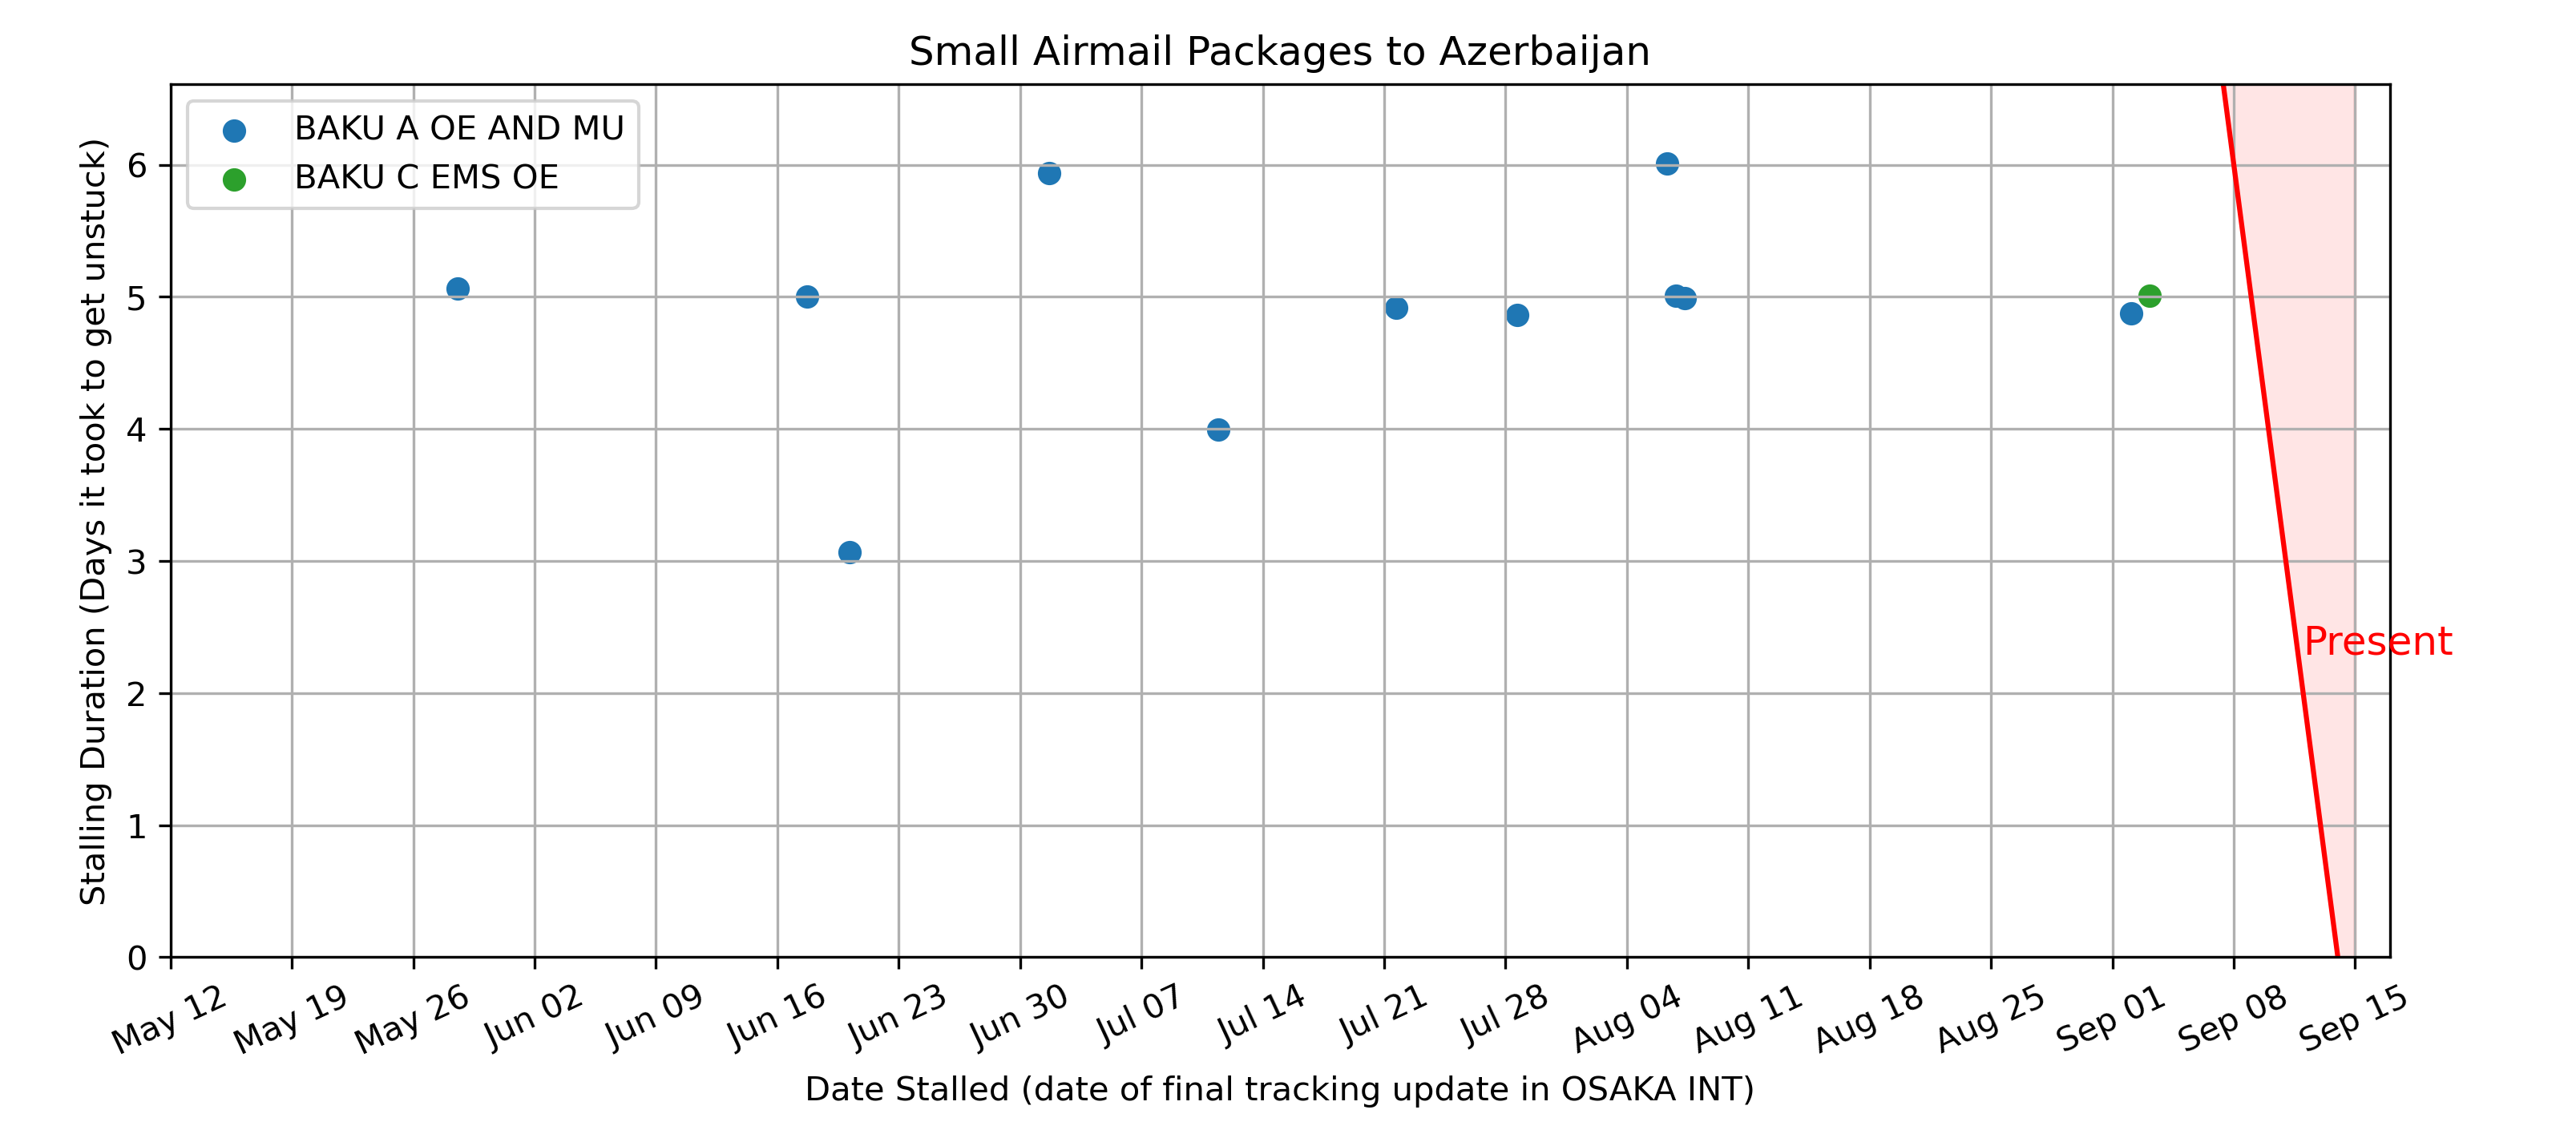 Small Airmail Packages to Azerbaijan
BAKU A OE AND MU
BAKU C EMS OE
Stalling Duration (Days it took to get unstuck)
6
5
4
3
2
1
0
Present
May 12
May 19
May 26
Jun 02
Jun 09
Jun 16
Jun 23
Jun 30
Jul 07
Jul 14
Jul 21
Jul 28
Aug 04
Aug 11
Aug 18
Aug 25
Sep 01
Sep 08
Sep 15
Date Stalled (date of final tracking update in OSAKA INT)